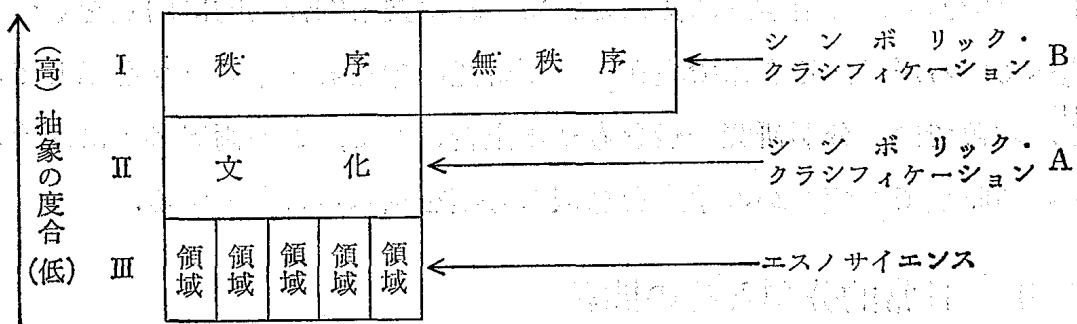 (高) 抽象の度合 (低)
I 秩序 無秩序 シンボリック・
クラシフィケーション B
II 文化 シンボリック・
クラシフィケーション A
III 領域 領域 領域 領域 領域 エスノサイエンス